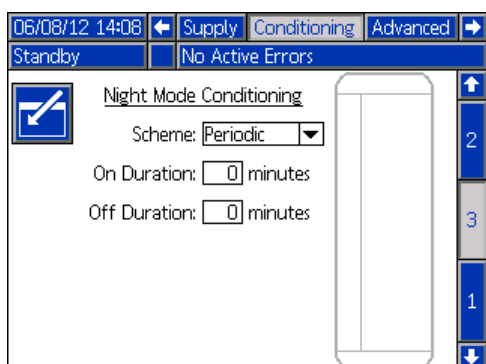 06/08/12 14:08 Supply Conditioning Advanced
Standby No Active Errors
Night Mode Conditioning
Scheme: Periodic
On Duration: 0 minutes
Off Duration: 0 minutes
2
3
1